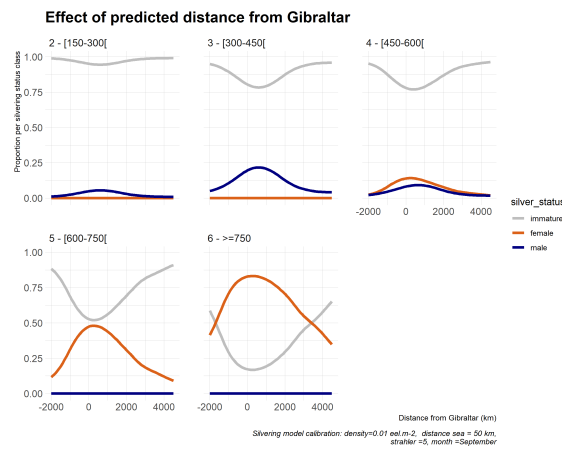 Effect of predicted distance from Gibraltar
2 - [150-300[
3 - [300-450[
4 - [450-600[
Proportion per silvering status class
1.00
0.75
0.50
0.25
0.00
-2000 0 2000 4000
silver_status
immature
female
male
5 - [600-750[
6 - >=750
1.00
0.75
0.50
0.25
0.00
-2000 0 2000 4000
-2000 0 2000 4000
Distance from Gibraltar (km)
Silvering model calibration: density=0.01 eel.m-2, distance sea = 50 km,
strahler =5, month =September